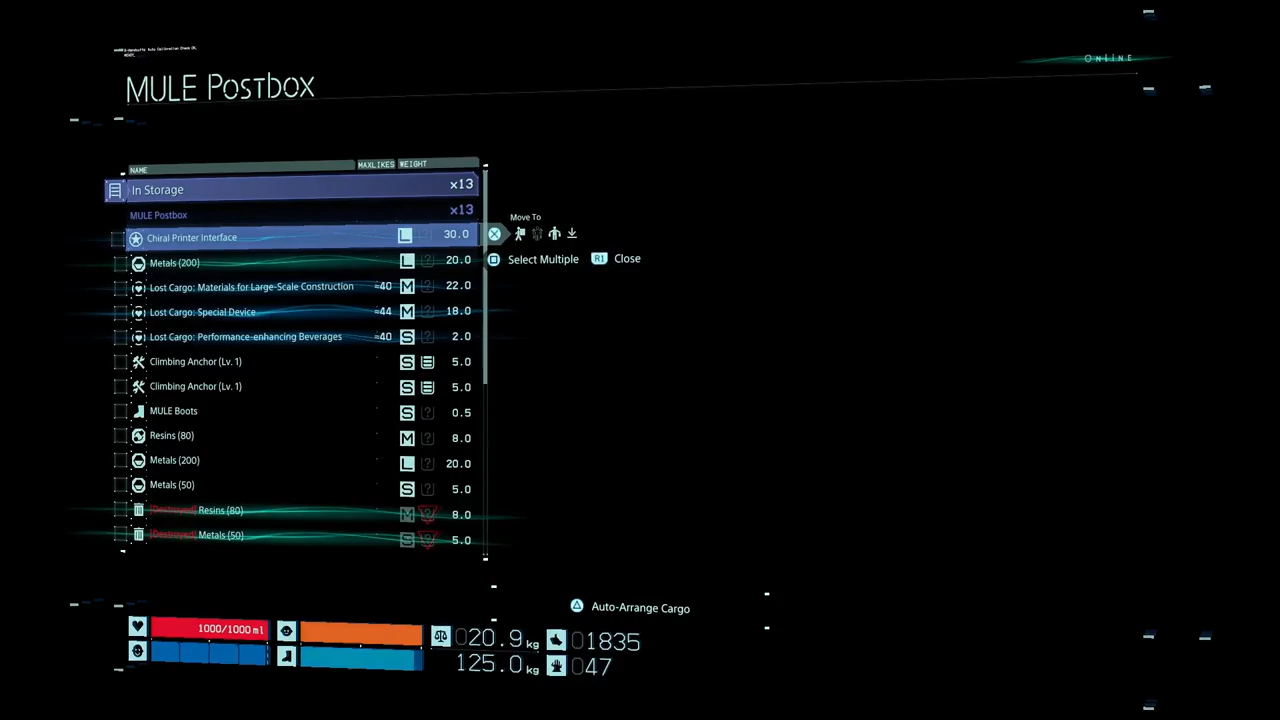 MULE Postbox
ONLINE
NAME MAXLIKES WEIGHT
In Storage ×13
MULE Postbox ×13
Chiral Printer Interface L 30.0
Metals (200) L 20.0
Lost Cargo: Materials for Large-Scale Construction ≈40 M 22.0
Lost Cargo: Special Device ≈44 M 18.0
Lost Cargo: Performance-enhancing Beverages ≈40 S 2.0
Climbing Anchor (Lv. 1) S 5.0
Climbing Anchor (Lv. 1) S 5.0
MULE Boots S 0.5
Resins (80) M 8.0
Metals (200) L 20.0
Metals (50) S 5.0
[Destroyed] Resins (80) M 8.0
[Destroyed] Metals (50) S 5.0
Move To
Select Multiple R1 Close
Auto-Arrange Cargo
1000/1000 ml
020.9 kg 01835
125.0 kg 047